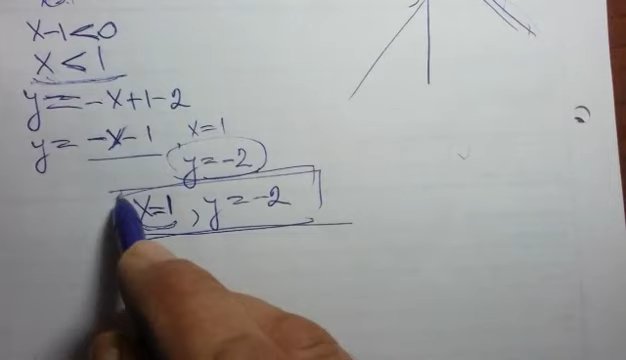 x-1<0
x<1
y=-x+1-2
y=-x-1
x=1
y=-2
x=1, y=-2